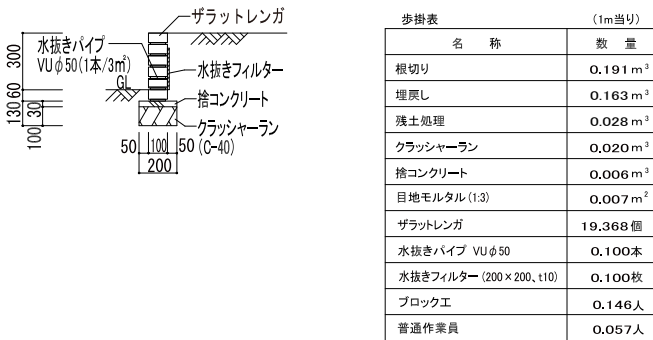 ザラットレンガ
水抜きパイプ
VUφ50(1本/3㎡)
GL
水抜きフィルター
捨コンクリート
クラッシャーラン
(C-40)
300
60
130
30
100
50 100 50
200
歩掛表 (1m当り)
名 称 数 量
根切り 0.191m³
埋戻し 0.163m³
残土処理 0.028m³
クラッシャーラン 0.020m³
捨コンクリート 0.006m³
目地モルタル(1:3) 0.007m²
ザラットレンガ 19.368個
水抜きパイプ VUφ50 0.100本
水抜きフィルター(200×200、t10) 0.100枚
ブロック工 0.146人
普通作業員 0.057人